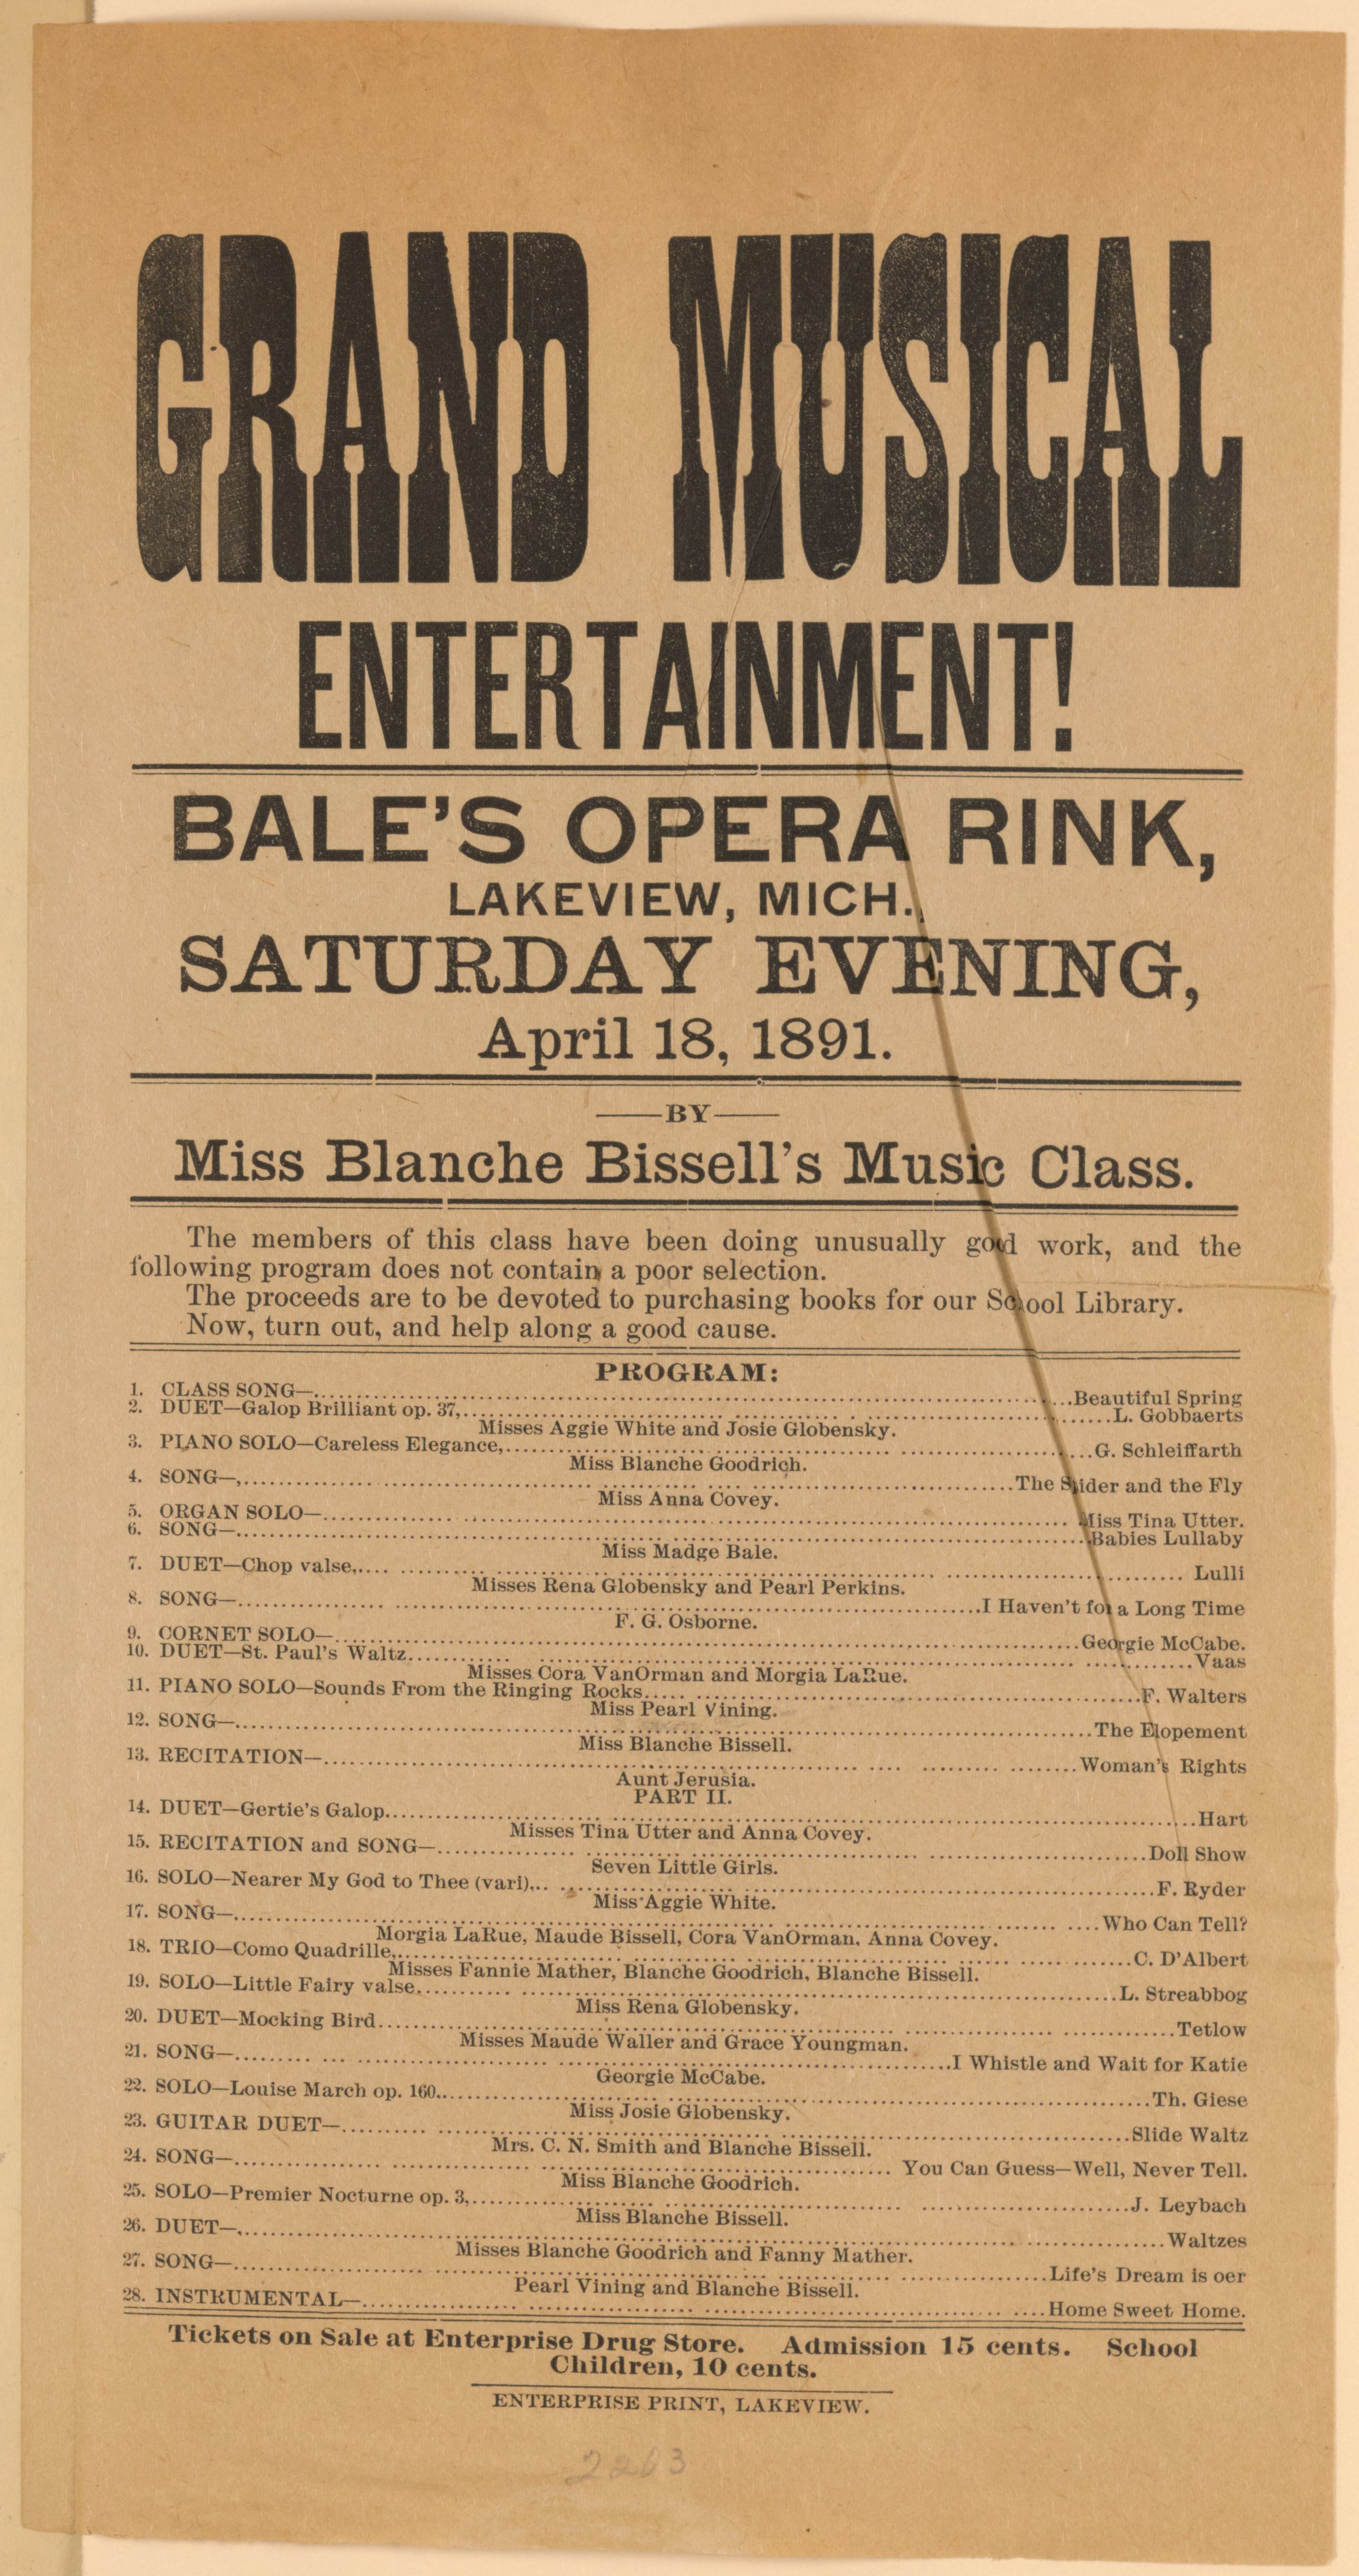 GRAND MUSICAL
ENTERTAINMENT!
BALE'S OPERA RINK,
LAKEVIEW, MICH.,
SATURDAY EVENING,
April 18, 1891.
—BY—
Miss Blanche Bissell's Music Class.
The members of this class have been doing unusually good work, and the
following program does not contain a poor selection.
The proceeds are to be devoted to purchasing books for our School Library.
Now, turn out, and help along a good cause.
PROGRAM:
1. CLASS SONG—..........Beautiful Spring
2. DUET—Galop Brilliant op. 37,..........L. Gobbaerts
Misses Aggie White and Josie Globensky.
3. PIANO SOLO—Careless Elegance,..........G. Schleiffarth
Miss Blanche Goodrich.
4. SONG—,..........The Spider and the Fly
Miss Anna Covey.
5. ORGAN SOLO—..........Miss Tina Utter.
6. SONG—..........Babies Lullaby
Miss Madge Bale.
7. DUET—Chop valse,..........Lulli
Misses Rena Globensky and Pearl Perkins.
8. SONG—..........I Haven't for a Long Time
F. G. Osborne.
9. CORNET SOLO—..........Georgie McCabe.
10. DUET—St. Paul's Waltz..........Vaas
Misses Cora VanOrman and Morgia LaRue.
11. PIANO SOLO—Sounds From the Ringing Rocks..........F. Walters
Miss Pearl Vining.
12. SONG—..........The Elopement
Miss Blanche Bissell.
13. RECITATION—..........Woman's Rights
Aunt Jerusia.
PART II.
14. DUET—Gertie's Galop..........Hart
Misses Tina Utter and Anna Covey.
15. RECITATION and SONG—..........Doll Show
Seven Little Girls.
16. SOLO—Nearer My God to Thee (vari),..........F. Ryder
Miss Aggie White.
17. SONG—..........Who Can Tell?
Morgia LaRue, Maude Bissell, Cora VanOrman, Anna Covey.
18. TRIO—Como Quadrille,..........C. D'Albert
Misses Fannie Mather, Blanche Goodrich, Blanche Bissell.
19. SOLO—Little Fairy valse..........L. Streabbog
Miss Rena Globensky.
20. DUET—Mocking Bird..........Tetlow
Misses Maude Waller and Grace Youngman.
21. SONG—..........I Whistle and Wait for Katie
Georgie McCabe.
22. SOLO—Louise March op. 160..........Th. Giese
Miss Josie Globensky.
23. GUITAR DUET—..........Slide Waltz
Mrs. C. N. Smith and Blanche Bissell.
24. SONG—..........You Can Guess—Well, Never Tell.
Miss Blanche Goodrich.
25. SOLO—Premier Nocturne op. 3,..........J. Leybach
Miss Blanche Bissell.
26. DUET—,..........Waltzes
Misses Blanche Goodrich and Fanny Mather.
27. SONG—..........Life's Dream is oer
Pearl Vining and Blanche Bissell.
28. INSTRUMENTAL—..........Home Sweet Home.
Tickets on Sale at Enterprise Drug Store. Admission 15 cents. School
Children, 10 cents.
ENTERPRISE PRINT, LAKEVIEW.
2263